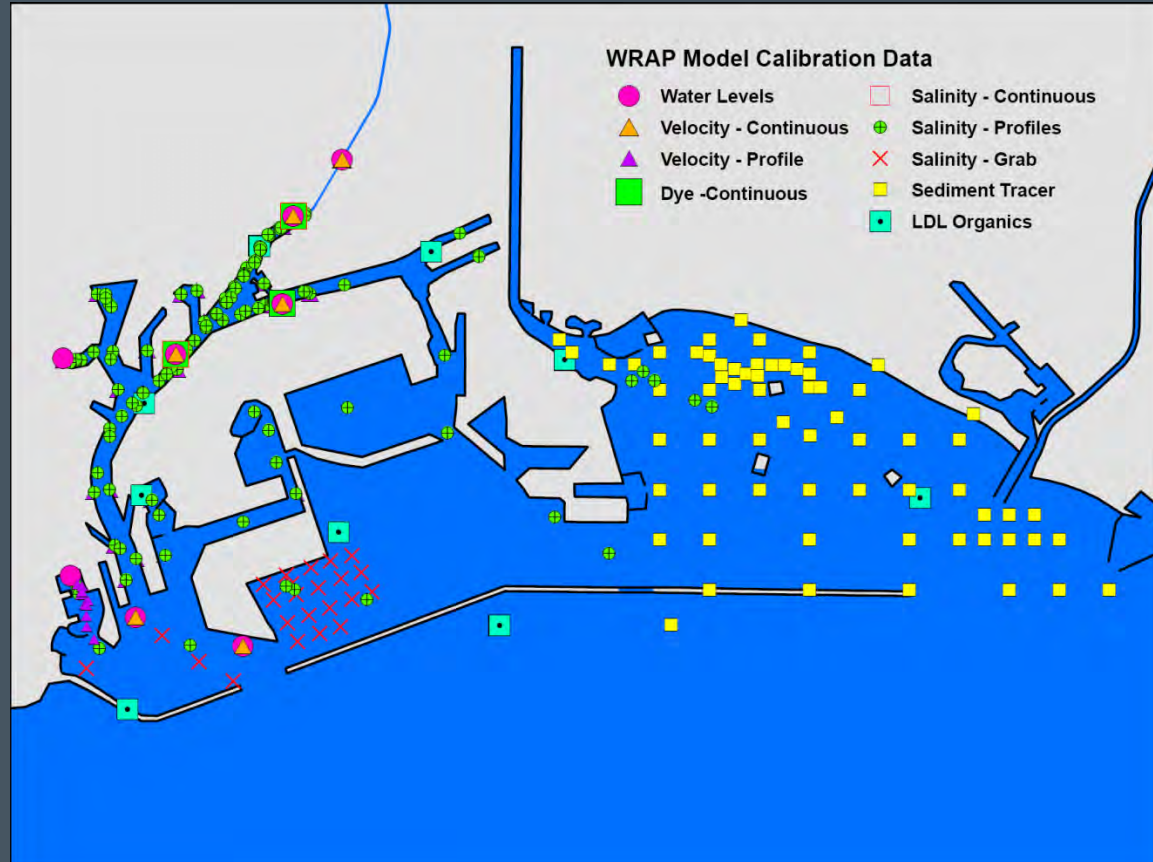 WRAP Model Calibration Data
Water Levels
Velocity - Continuous
Velocity - Profile
Dye -Continuous
Salinity - Continuous
Salinity - Profiles
Salinity - Grab
Sediment Tracer
LDL Organics